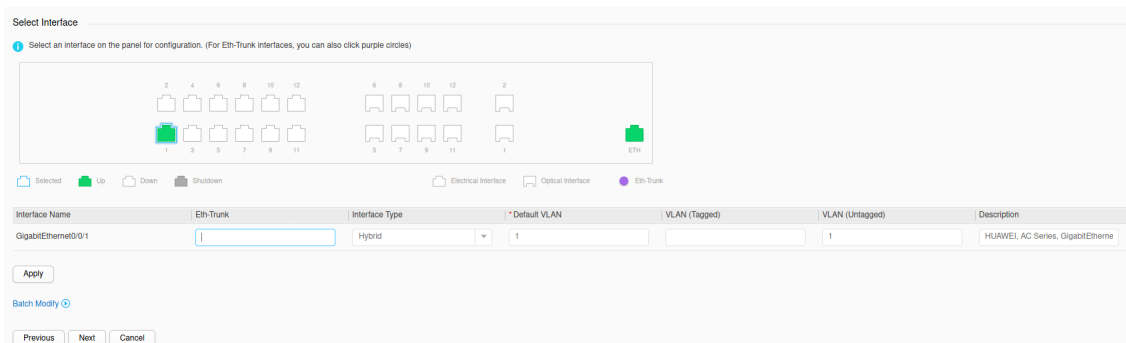 Select Interface
Select an interface on the panel for configuration. (For Eth-Trunk interfaces, you can also click purple circles)
2 4 6 8 10 12 6 8 10 12 2
1 3 5 7 9 11 5 7 9 11 1 ETH
Selected Up Down Shutdown Electrical Interface Optical Interface Eth-Trunk
Interface Name Eth-Trunk Interface Type * Default VLAN VLAN (Tagged) VLAN (Untagged) Description
GigabitEthernet0/0/1 Hybrid 1 1 HUAWEI, AC Series, GigabitEtherne
Apply
Batch Modify
Previous Next Cancel